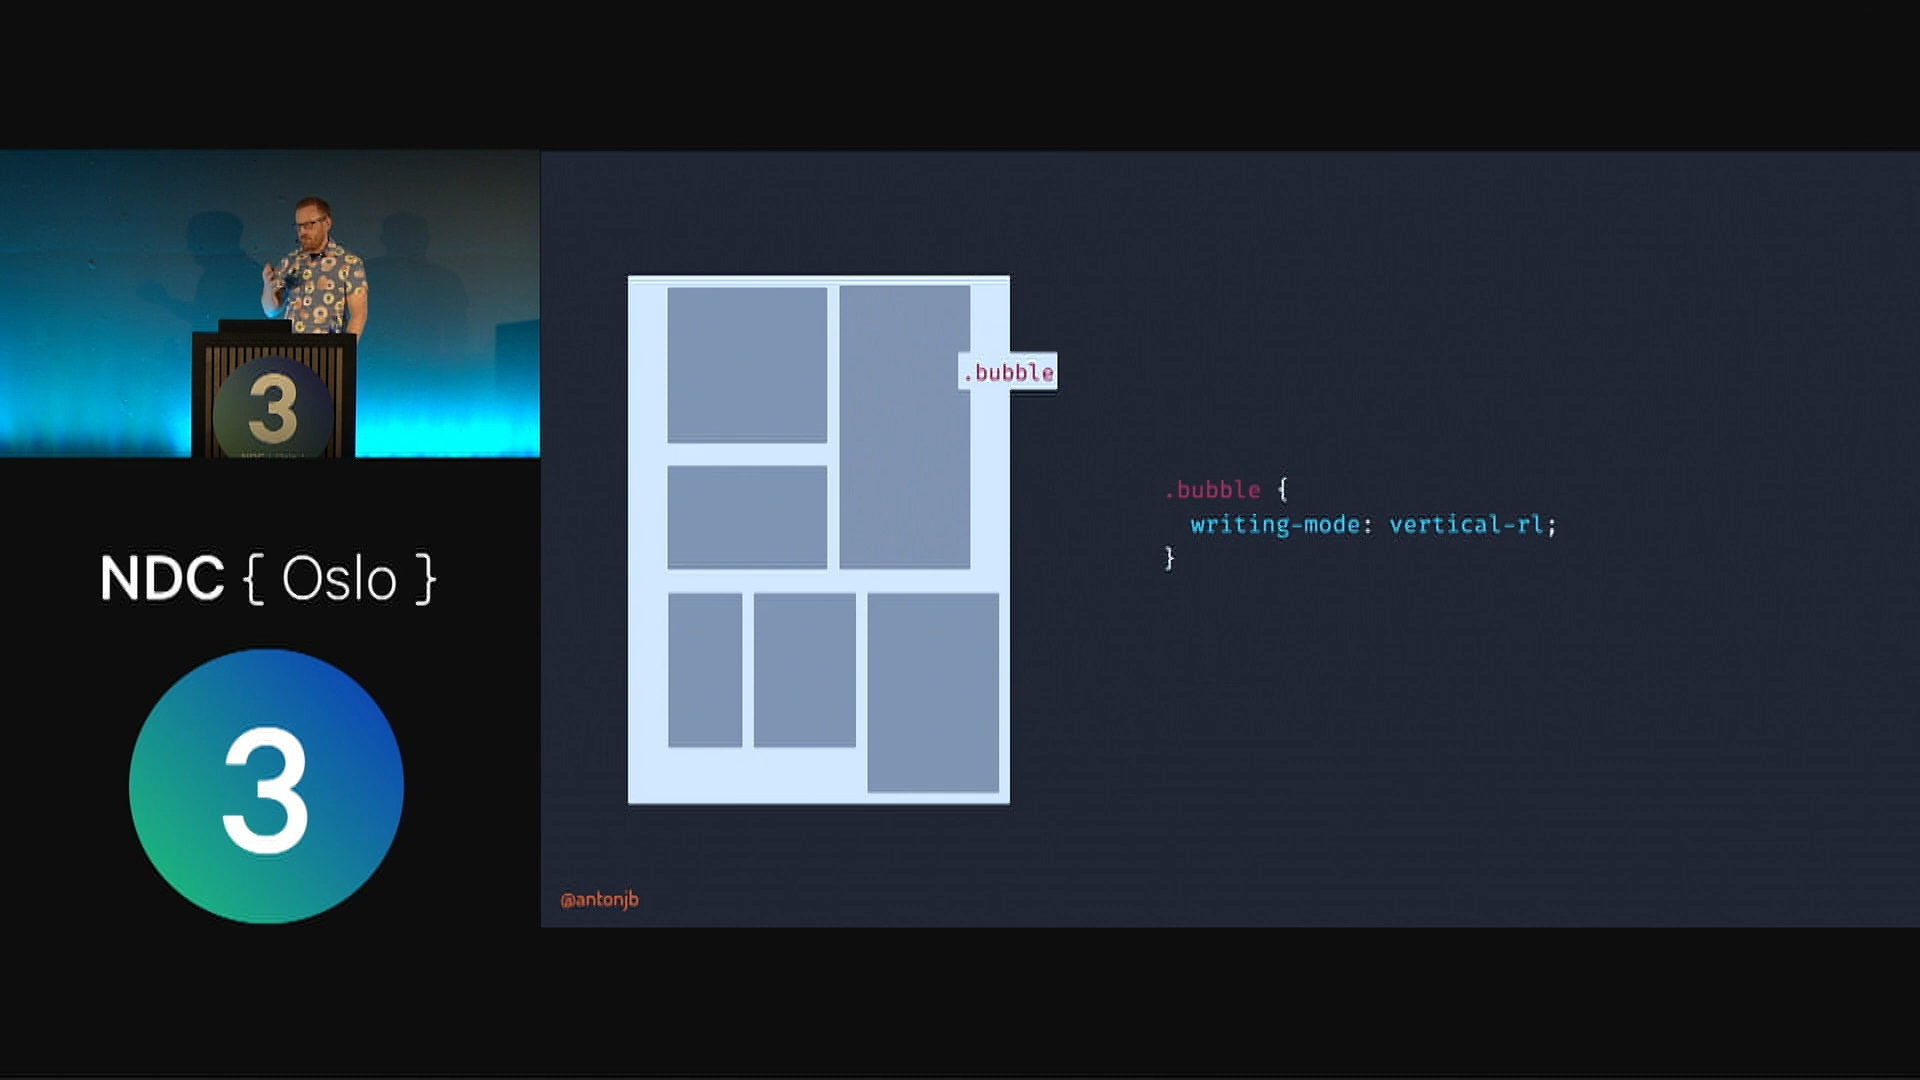 3
NDC { Oslo }
3
.bubble
.bubble {
writing-mode: vertical-rl;
}
@antonjb